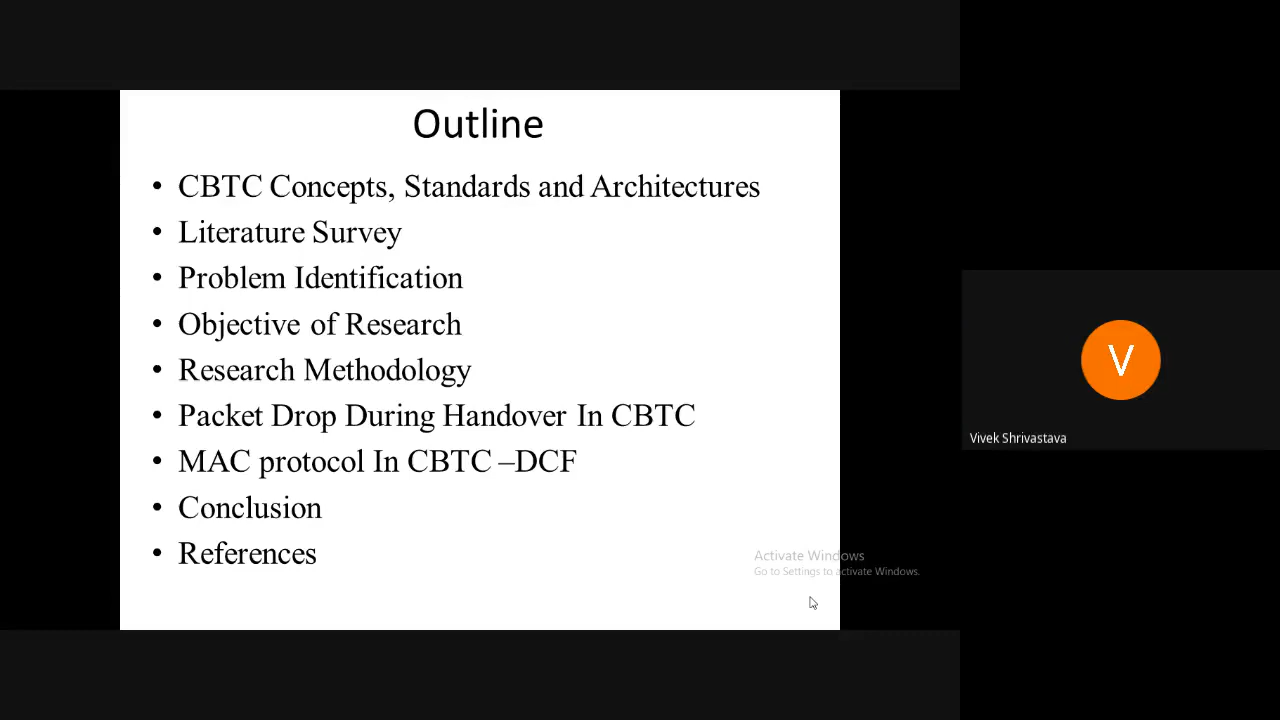 Outline
• CBTC Concepts, Standards and Architectures
• Literature Survey
• Problem Identification
• Objective of Research
• Research Methodology
• Packet Drop During Handover In CBTC
• MAC protocol In CBTC –DCF
• Conclusion
• References
Activate Windows
Go to Settings to activate Windows.
V
Vivek Shrivastava